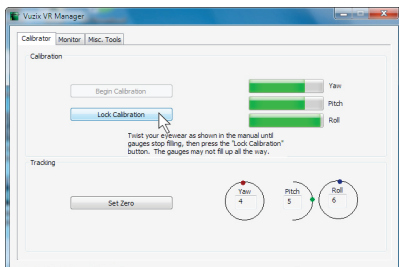 Vuzix VR Manager
Calibrator Monitor Misc. Tools
Calibration
Begin Calibration
Lock Calibration
Yaw
Pitch
Roll
Twist your eyewear as shown in the manual until
gauges stop filling, then press the "Lock Calibration"
button. The gauges may not fill up all the way.
Tracking
Set Zero
Yaw
4
Pitch
5
Roll
6